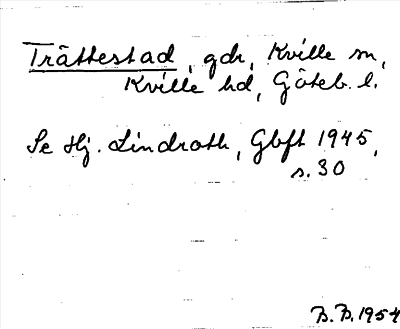 Trättestad, gdr, Kville sn,
Kville hd, Göteb. l.
Se Hj. Lindroth, Gbft 1945,
s. 30
B.B. 1954